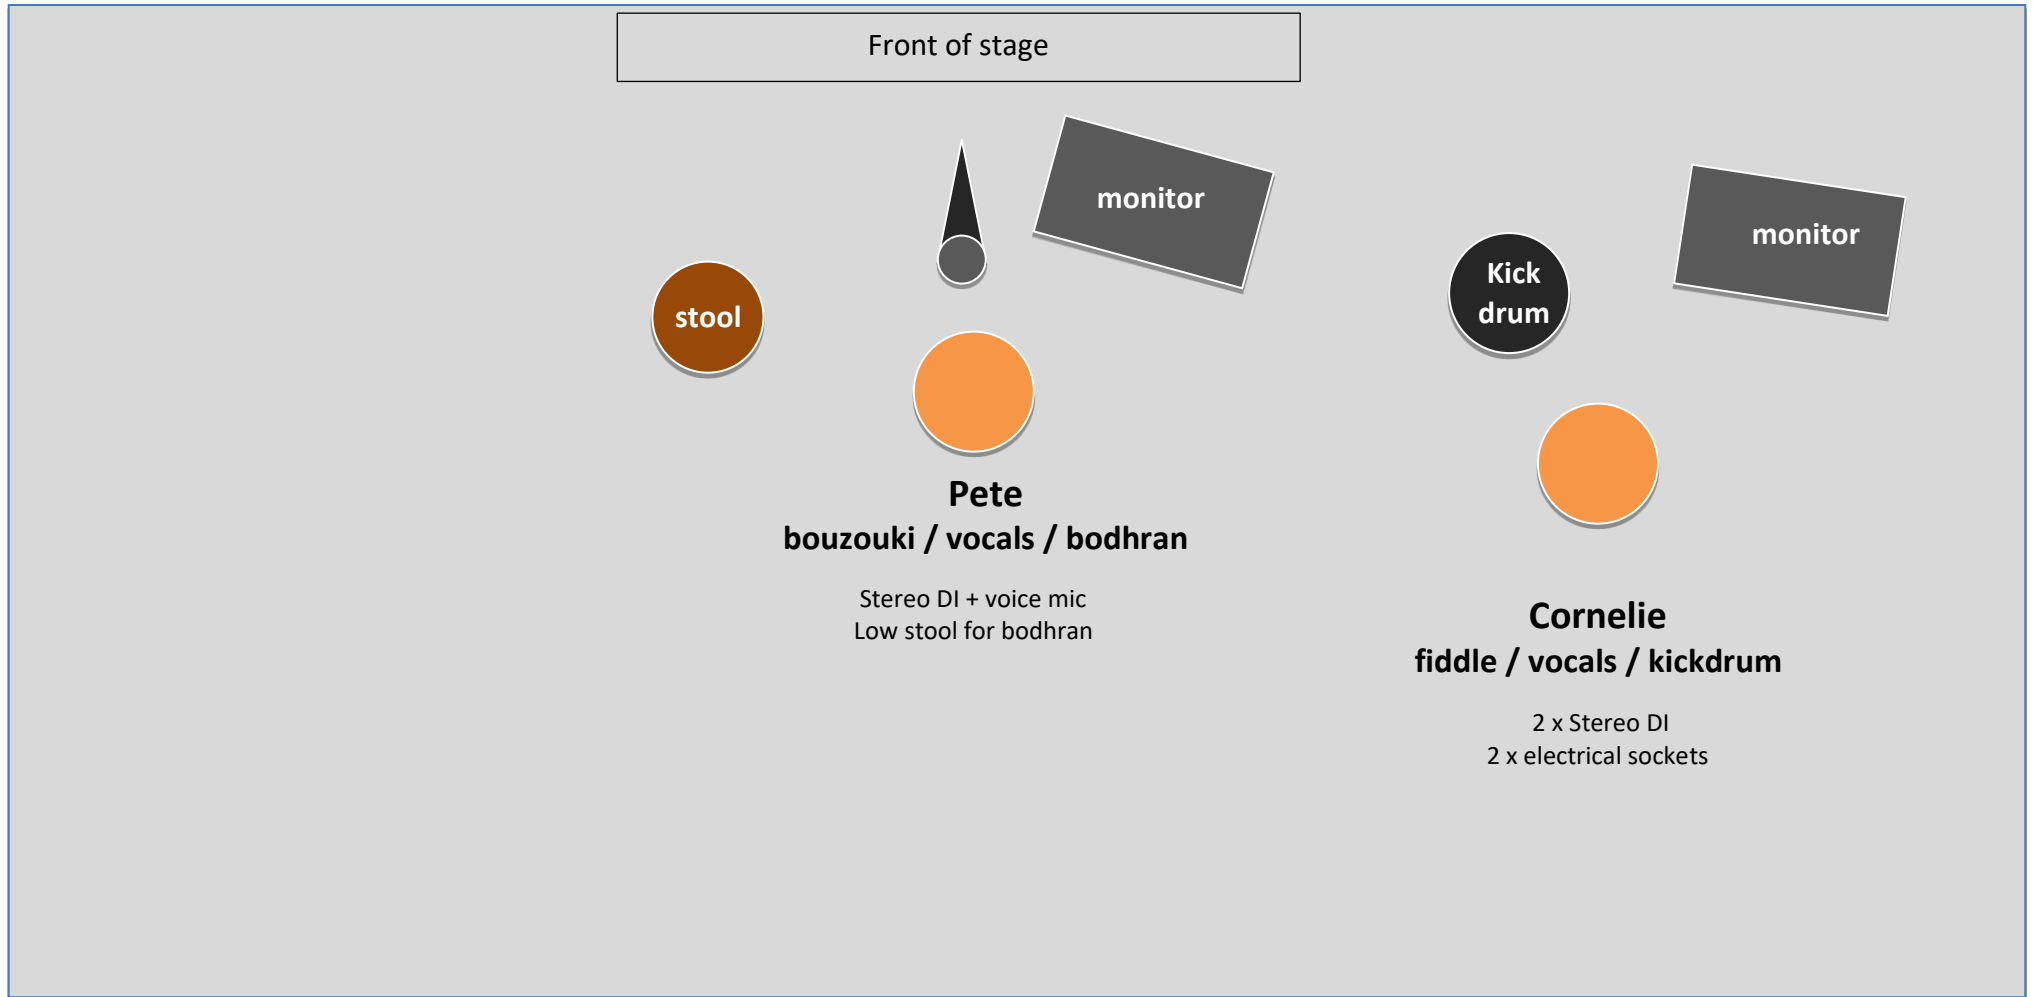 Front of stage
monitor
monitor
Kick
drum
stool
Pete
bouzouki / vocals / bodhran
Stereo DI + voice mic
Low stool for bodhran
Cornelie
fiddle / vocals / kickdrum
2 x Stereo DI
2 x electrical sockets